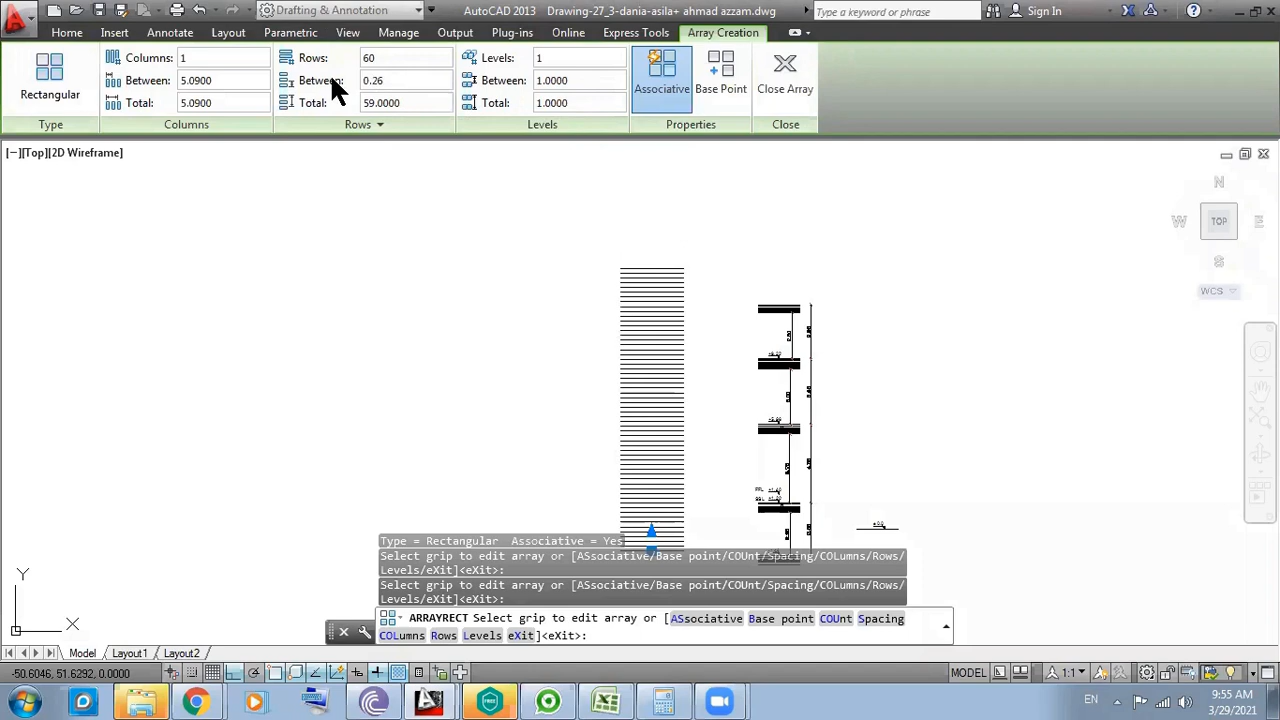 Drafting & Annotation
AutoCAD 2013 Drawing-27_3-dania-asila+ ahmad azzam.dwg
Type a keyword or phrase
Sign In
Home Insert Annotate Layout Parametric View Manage Output Plug-ins Online Express Tools Array Creation
Columns: 1 Rows: 60 Levels: 1
Between: 5.0900 Between: 0.26 Between: 1.0000
Total: 5.0900 Total: 59.0000 Total: 1.0000
Rectangular Associative Base Point Close Array
Type Columns Rows Levels Properties Close
[−][Top][2D Wireframe]
N
W TOP E
S
WCS
Type = Rectangular Associative = Yes
Select grip to edit array or [ASsociative/Base point/COUnt/Spacing/COLumns/Rows/
Levels/eXit]<eXit>:
Select grip to edit array or [ASsociative/Base point/COUnt/Spacing/COLumns/Rows/
Levels/eXit]<eXit>:
ARRAYRECT Select grip to edit array or [ASsociative Base point COUnt Spacing
COLumns Rows Levels eXit]<eXit>:
Y
X
Model Layout1 Layout2
-50.6046, 51.6292, 0.0000
MODEL 1:1
EN
9:55 AM
3/29/2021